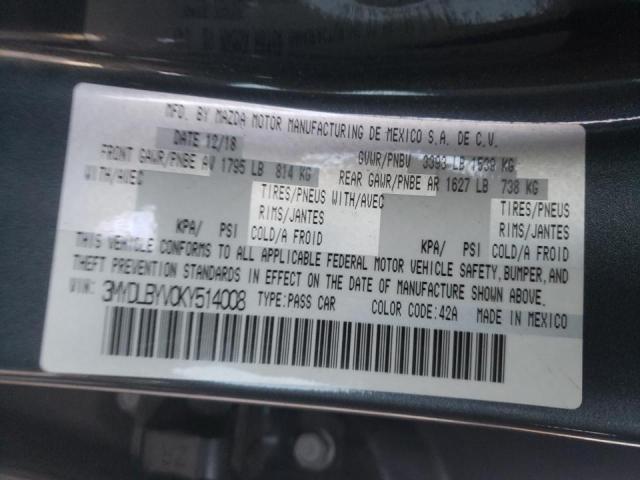 MFD. BY MAZDA MOTOR MANUFACTURING DE MEXICO S.A. DE C.V.
DATE 12/18 GVWR/PNBV 3393 LB 1539 KG
FRONT GAWR/PNBE AV 1795 LB 814 KG REAR GAWR/PNBE AR 1627 LB 738 KG
WITH/AVEC TIRES/PNEUS WITH/AVEC TIRES/PNEUS
RIMS/JANTES RIMS/JANTES
KPA/ PSI COLD/A FROID KPA/ PSI COLD/A FROID
THIS VEHICLE CONFORMS TO ALL APPLICABLE FEDERAL MOTOR VEHICLE SAFETY, BUMPER, AND
THEFT PREVENTION STANDARDS IN EFFECT ON THE DATE OF MANUFACTURE SHOWN ABOVE.
VIN: 3MYDLBYV0KY514008 TYPE:PASS CAR COLOR CODE:42A MADE IN MEXICO